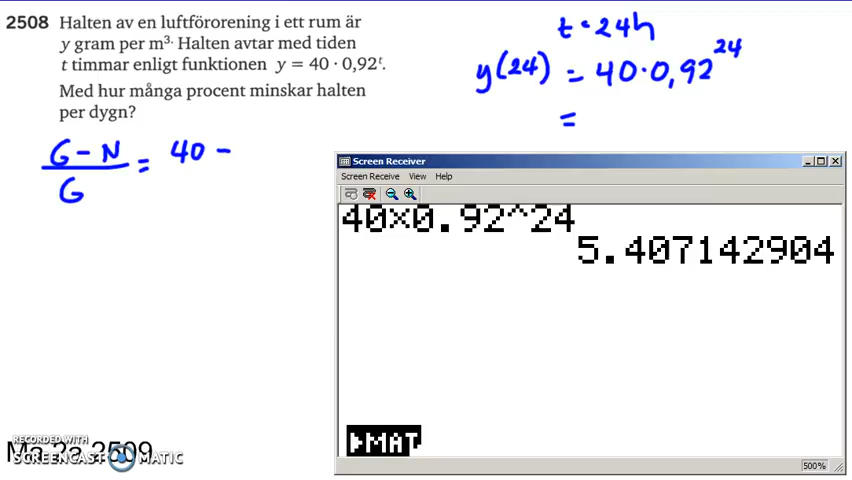 2508 Halten av en luftförorening i ett rum är
y gram per m³. Halten avtar med tiden
t timmar enligt funktionen y = 40 · 0,92ᵗ.
Med hur många procent minskar halten
per dygn?
t = 24h
y(24) = 40 · 0,92²⁴
=
G - N / G = 40 -
Screen Receiver
Screen Receive View Help
40×0.92^24
5.407142904
▶MAT
500%
Ma 2a 2509
RECORDED WITH
SCREENCAST MATIC